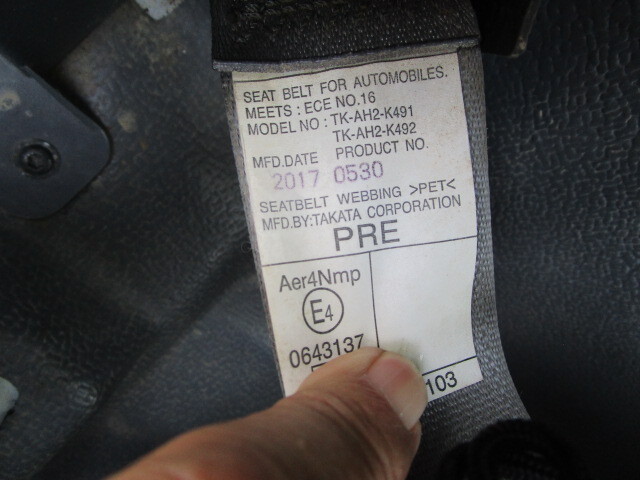 SEAT BELT FOR AUTOMOBILES.
MEETS : ECE NO.16
MODEL NO : TK-AH2-K491
TK-AH2-K492
MFD.DATE PRODUCT NO.
2017 0530
SEATBELT WEBBING >PET<
MFD.BY:TAKATA CORPORATION
PRE
Aer4Nmp
E4
0643137
103